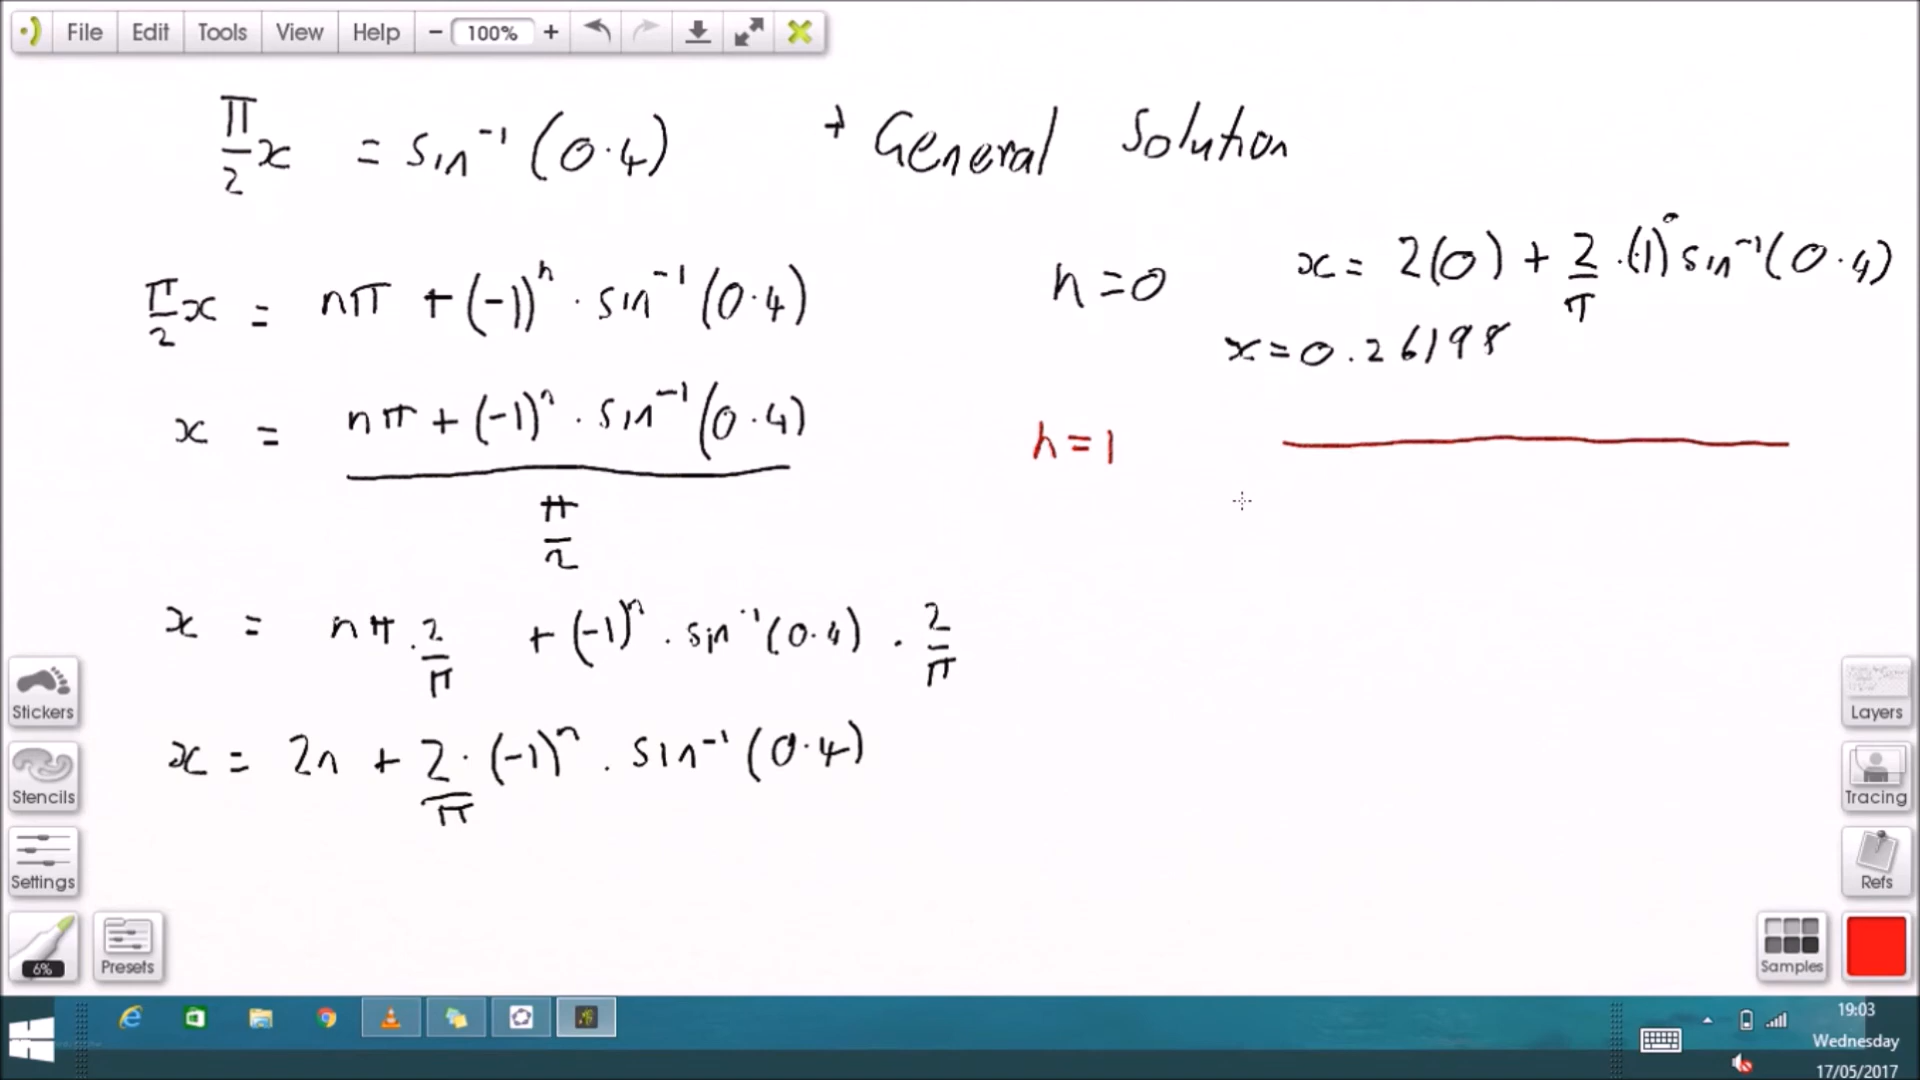 File Edit Tools View Help − 100% +
π/2 x = sin⁻¹(0.4) + General Solution
π/2 x = nπ + (-1)ⁿ · sin⁻¹(0.4)
x = (nπ + (-1)ⁿ · sin⁻¹(0.4)) / (π/2)
x = nπ · 2/π + (-1)ⁿ · sin⁻¹(0.4) · 2/π
x = 2n + 2/π · (-1)ⁿ · sin⁻¹(0.4)
n=0 x = 2(0) + 2/π · (-1)⁰ sin⁻¹(0.4)
x = 0.26198
n=1
Stickers
Stencils
Settings
6%
Presets
Layers
Tracing
Refs
Samples
19:03
Wednesday
17/05/2017